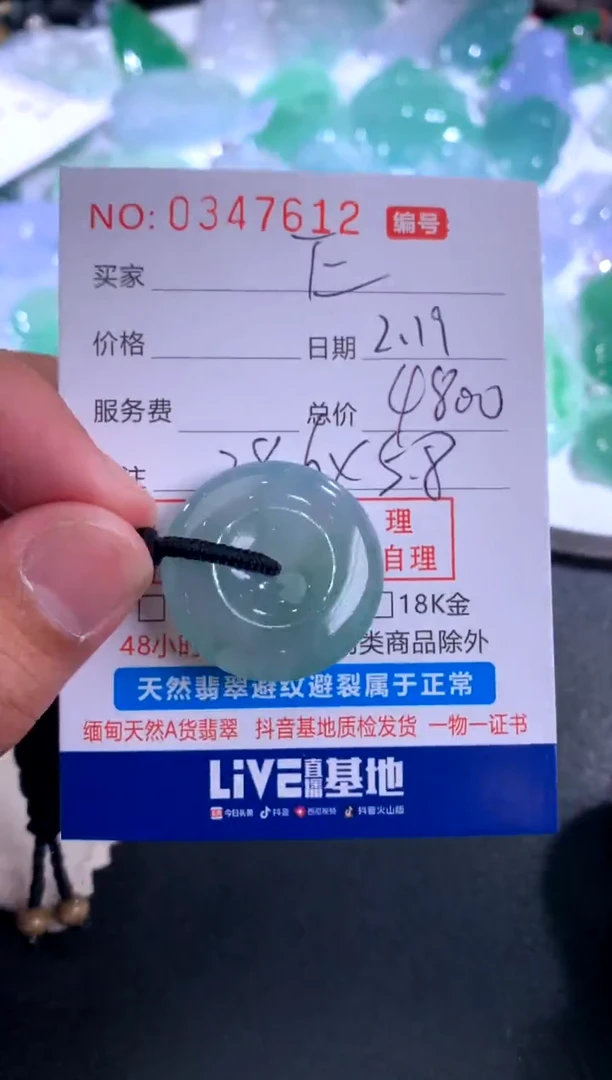 NO: 0347612 编号
买家
价格 日期 2.19
服务费 总价 4800
注 28.6×5.8
理
自理
18K金
48小时 类商品除外
天然翡翠避纹避裂属于正常
缅甸天然A货翡翠 抖音基地质检发货 一物一证书
LiVE直播基地
今日头条 抖音 西瓜视频 抖音火山版